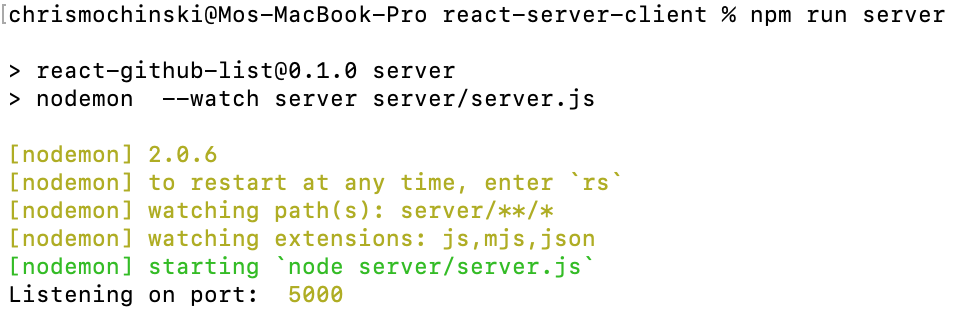 [chrismochinski@Mos-MacBook-Pro react-server-client % npm run server
> react-github-list@0.1.0 server
> nodemon  --watch server server/server.js
[nodemon] 2.0.6
[nodemon] to restart at any time, enter `rs`
[nodemon] watching path(s): server/**/*
[nodemon] watching extensions: js,mjs,json
[nodemon] starting `node server/server.js`
Listening on port:  5000